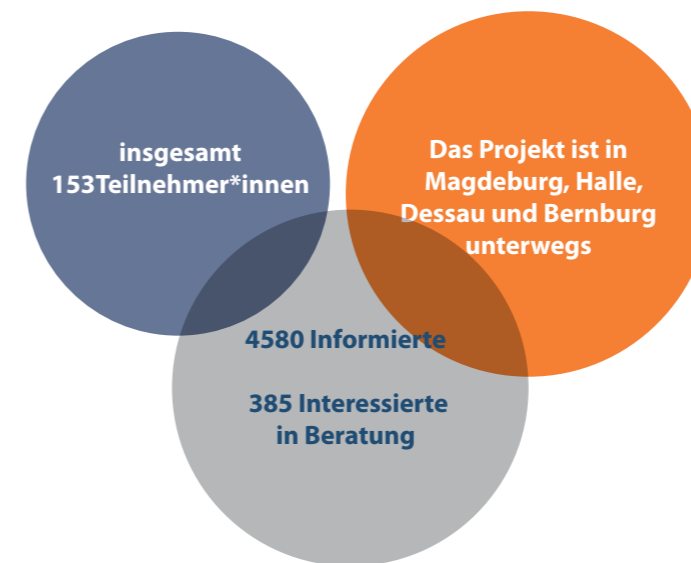 insgesamt
153Teilnehmer*innen
Das Projekt ist in
Magdeburg, Halle,
Dessau und Bernburg
unterwegs
4580 Informierte
385 Interessierte
in Beratung